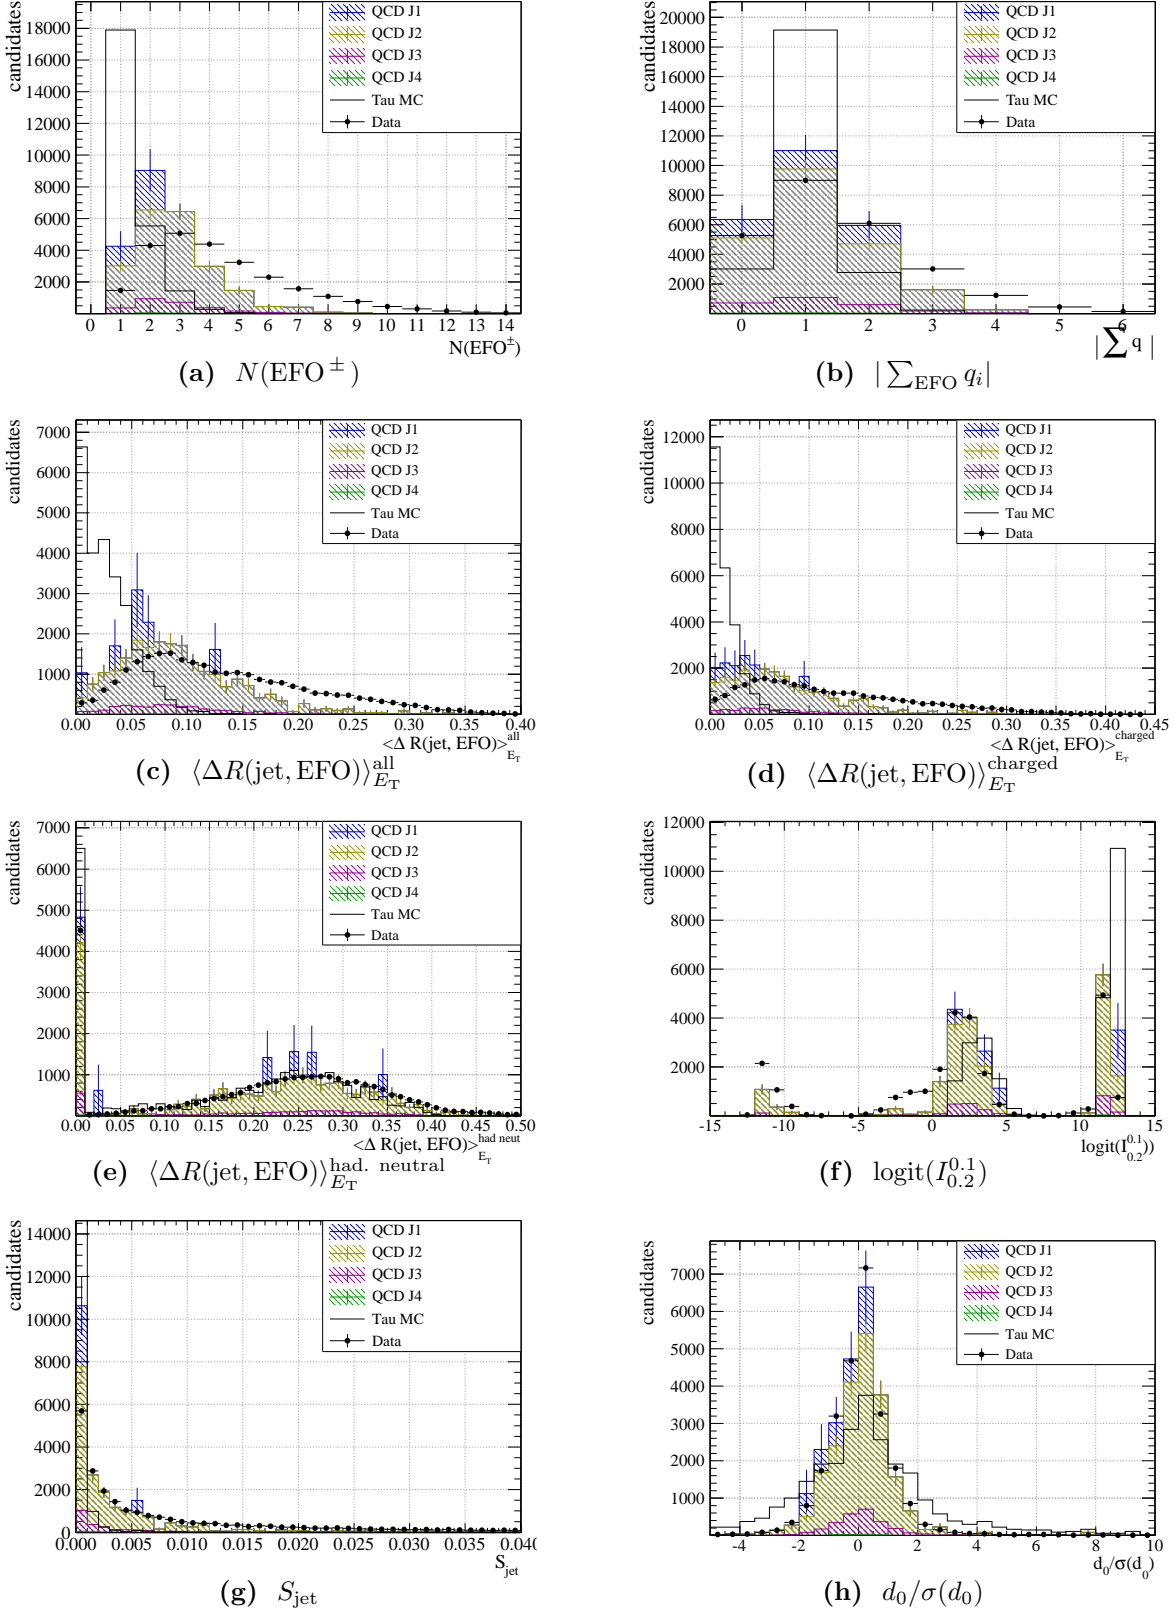 candidates
18000
16000
14000
12000
10000
8000
6000
4000
2000
0 1 2 3 4 5 6 7 8 9 10 11 12 13 14
N(EFO±)
QCD J1
QCD J2
QCD J3
QCD J4
Tau MC
Data
(a) N(EFO ±)
candidates
20000
18000
16000
14000
12000
10000
8000
6000
4000
2000
0 1 2 3 4 5 6
|∑ q |
QCD J1
QCD J2
QCD J3
QCD J4
Tau MC
Data
(b) |∑EFO qi|
candidates
7000
6000
5000
4000
3000
2000
1000
0.00 0.05 0.10 0.15 0.20 0.25 0.30 0.35 0.40
<Δ R(jet, EFO)>all ET
QCD J1
QCD J2
QCD J3
QCD J4
Tau MC
Data
(c) ⟨ΔR(jet, EFO)⟩all ET
candidates
12000
10000
8000
6000
4000
2000
0.00 0.05 0.10 0.15 0.20 0.25 0.30 0.35 0.40 0.45
<Δ R(jet, EFO)>charged ET
QCD J1
QCD J2
QCD J3
QCD J4
Tau MC
Data
(d) ⟨ΔR(jet, EFO)⟩charged ET
candidates
7000
6000
5000
4000
3000
2000
1000
0.00 0.05 0.10 0.15 0.20 0.25 0.30 0.35 0.40 0.45 0.50
<Δ R(jet, EFO)>had neut ET
QCD J1
QCD J2
QCD J3
QCD J4
Tau MC
Data
(e) ⟨ΔR(jet, EFO)⟩had. neutral ET
candidates
12000
10000
8000
6000
4000
2000
0
-15 -10 -5 0 5 10 15
logit(I0.1 0.2))
QCD J1
QCD J2
QCD J3
QCD J4
Tau MC
Data
(f) logit(I0.1 0.2)
candidates
14000
12000
10000
8000
6000
4000
2000
0
0.000 0.005 0.010 0.015 0.020 0.025 0.030 0.035 0.040
Sjet
QCD J1
QCD J2
QCD J3
QCD J4
Tau MC
Data
(g) Sjet
candidates
7000
6000
5000
4000
3000
2000
1000
-4 -2 0 2 4 6 8 10
d0/σ(d0)
QCD J1
QCD J2
QCD J3
QCD J4
Tau MC
Data
(h) d0/σ(d0)